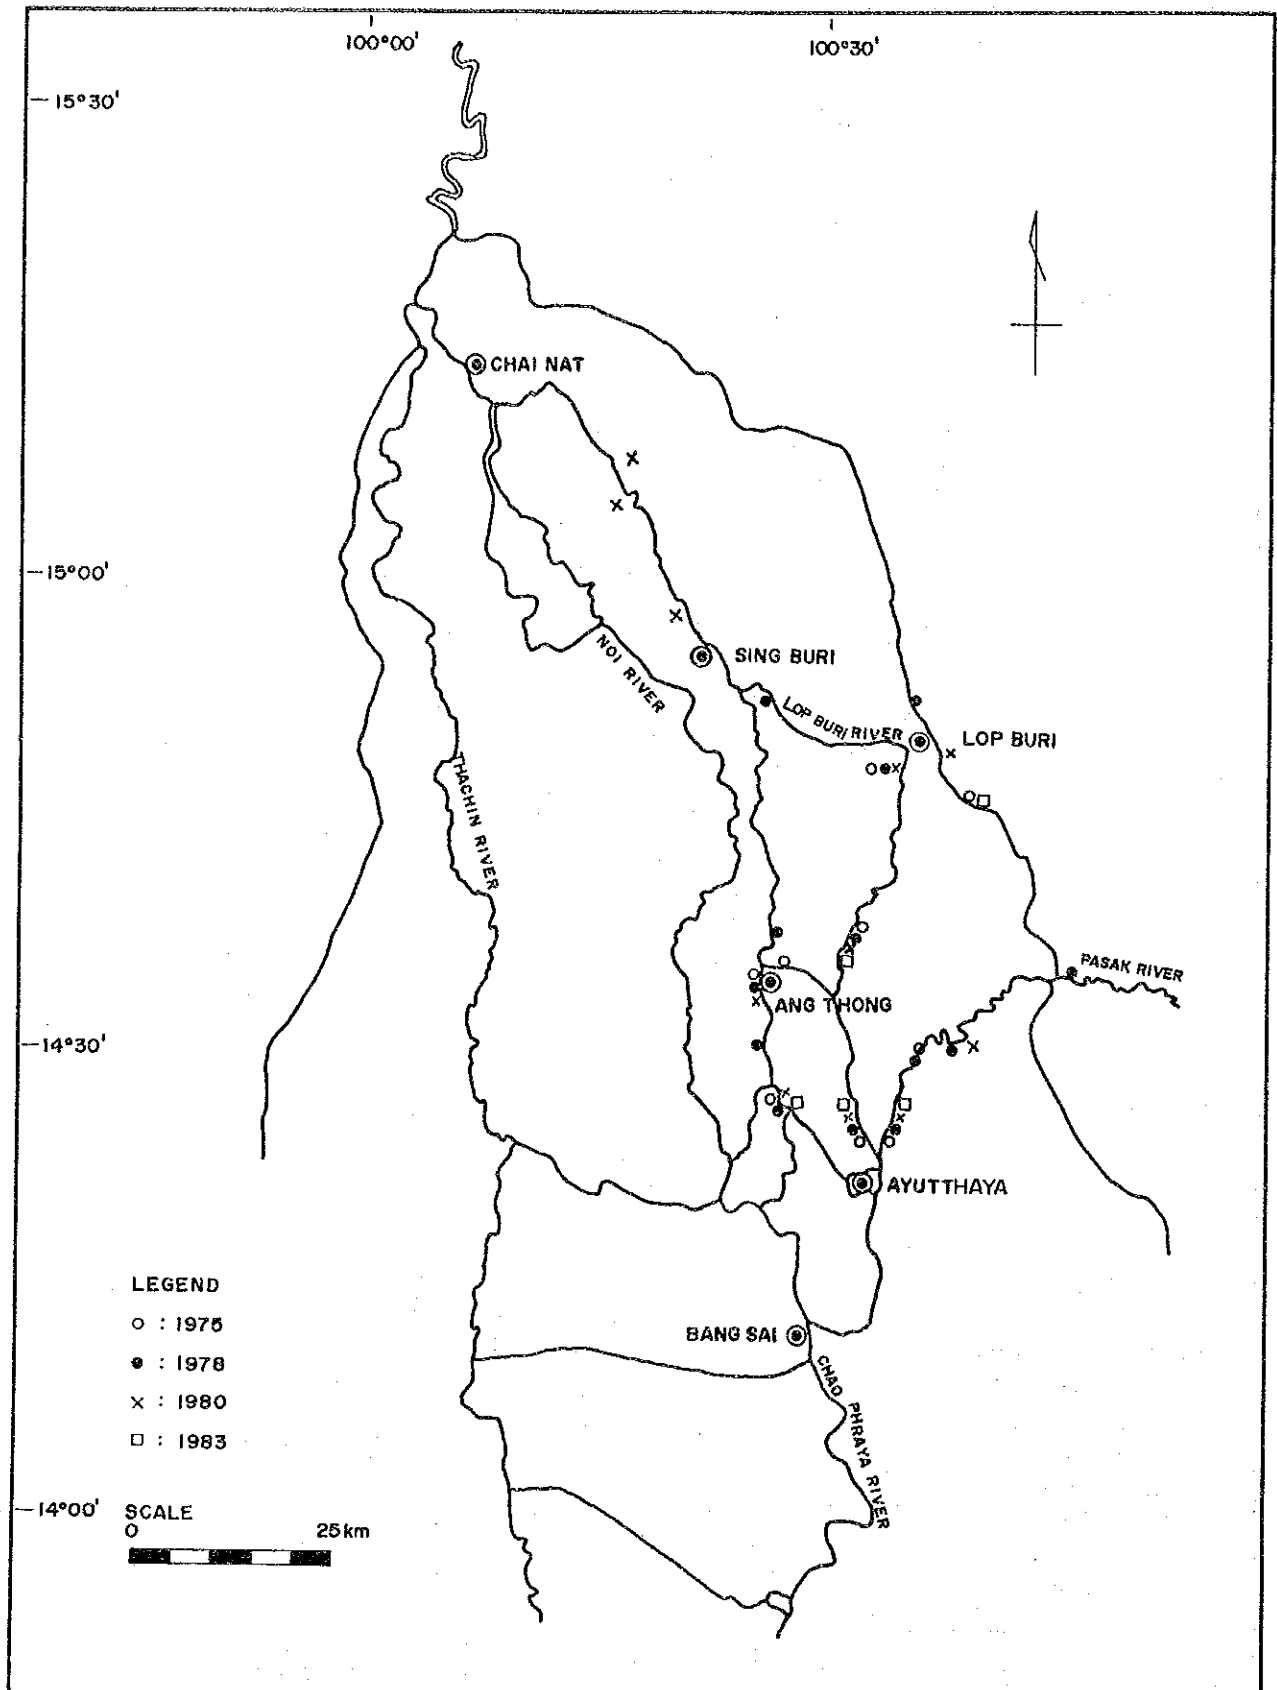 100°00'
100°30'
15°30'
CHAI NAT
15°00'
NOI RIVER
SING BURI
LOP BURI RIVER
LOP BURI
THACHIN RIVER
PASAK RIVER
ANG THONG
14°30'
AYUTTHAYA
LEGEND
○ : 1975
● : 1978
× : 1980
□ : 1983
BANG SAI
CHAO PHRAYA RIVER
14°00'
SCALE
0 25km